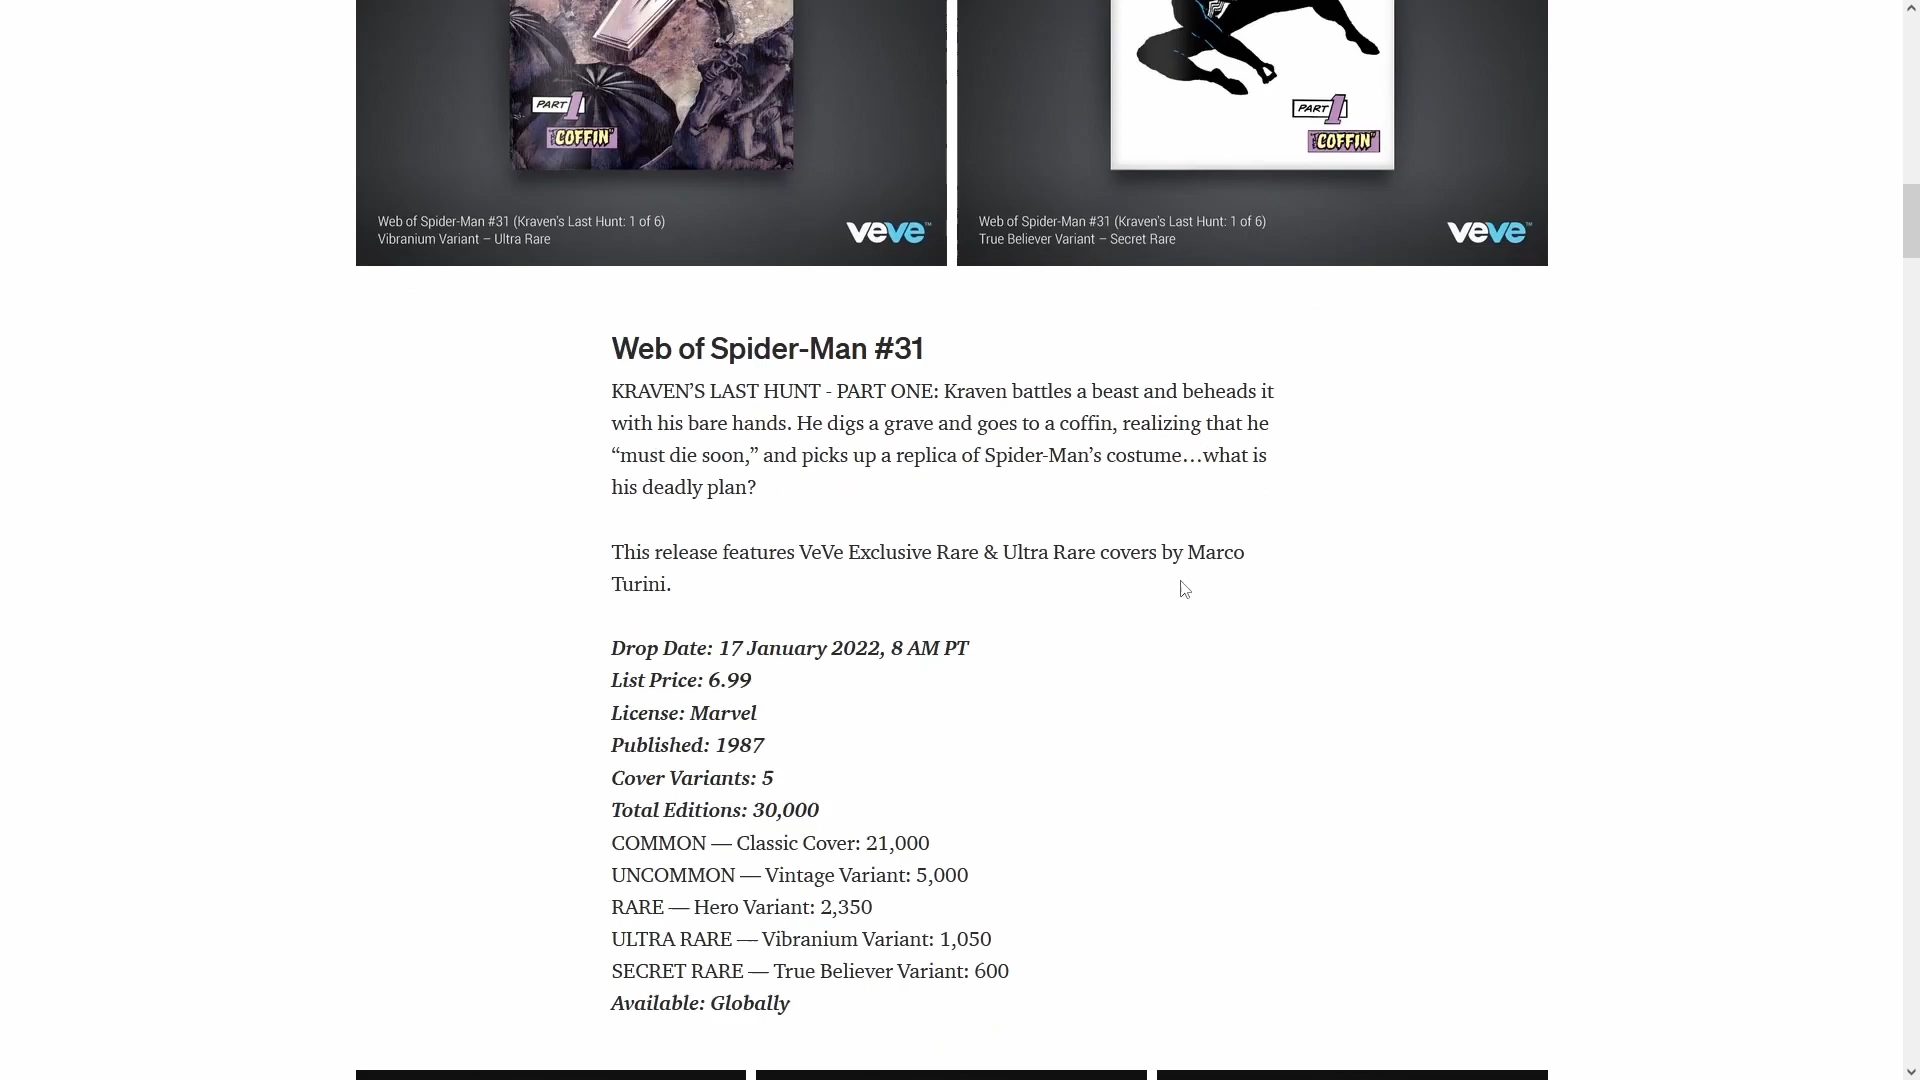 PART 1
"THE COFFIN"
PART 1
"THE COFFIN"
Web of Spider-Man #31 (Kraven's Last Hunt: 1 of 6)
Vibranium Variant – Ultra Rare
veve™
Web of Spider-Man #31 (Kraven's Last Hunt: 1 of 6)
True Believer Variant – Secret Rare
veve™
Web of Spider-Man #31
KRAVEN’S LAST HUNT - PART ONE: Kraven battles a beast and beheads it
with his bare hands. He digs a grave and goes to a coffin, realizing that he
“must die soon,” and picks up a replica of Spider-Man’s costume…what is
his deadly plan?
This release features VeVe Exclusive Rare & Ultra Rare covers by Marco
Turini.
Drop Date: 17 January 2022, 8 AM PT
List Price: 6.99
License: Marvel
Published: 1987
Cover Variants: 5
Total Editions: 30,000
COMMON — Classic Cover: 21,000
UNCOMMON — Vintage Variant: 5,000
RARE — Hero Variant: 2,350
ULTRA RARE — Vibranium Variant: 1,050
SECRET RARE — True Believer Variant: 600
Available: Globally